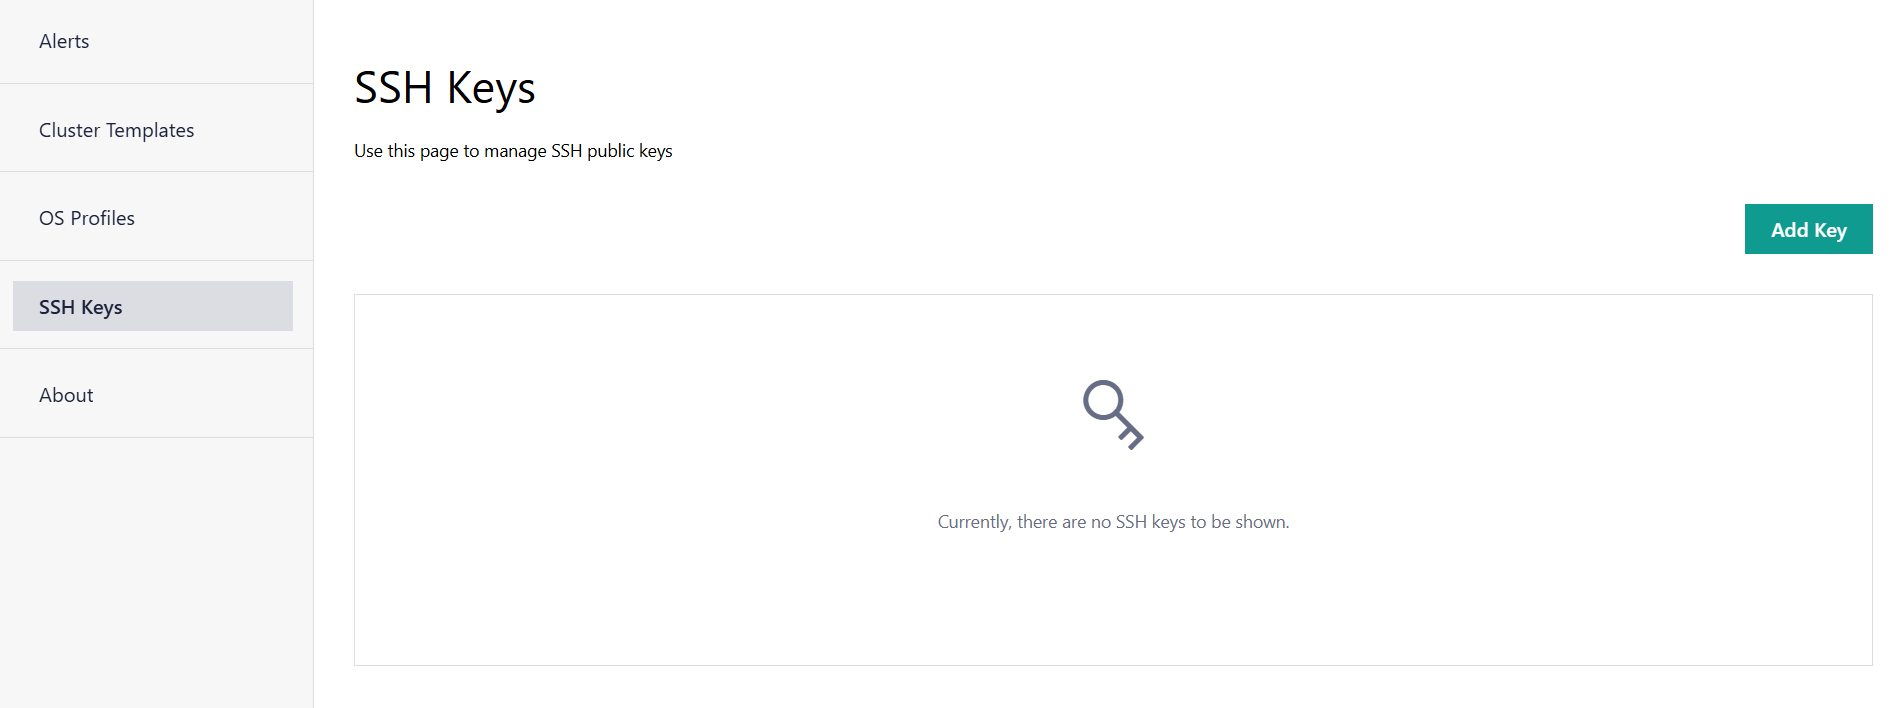 Alerts
Cluster Templates
OS Profiles
SSH Keys
About
SSH Keys
Use this page to manage SSH public keys
Add Key
Currently, there are no SSH keys to be shown.